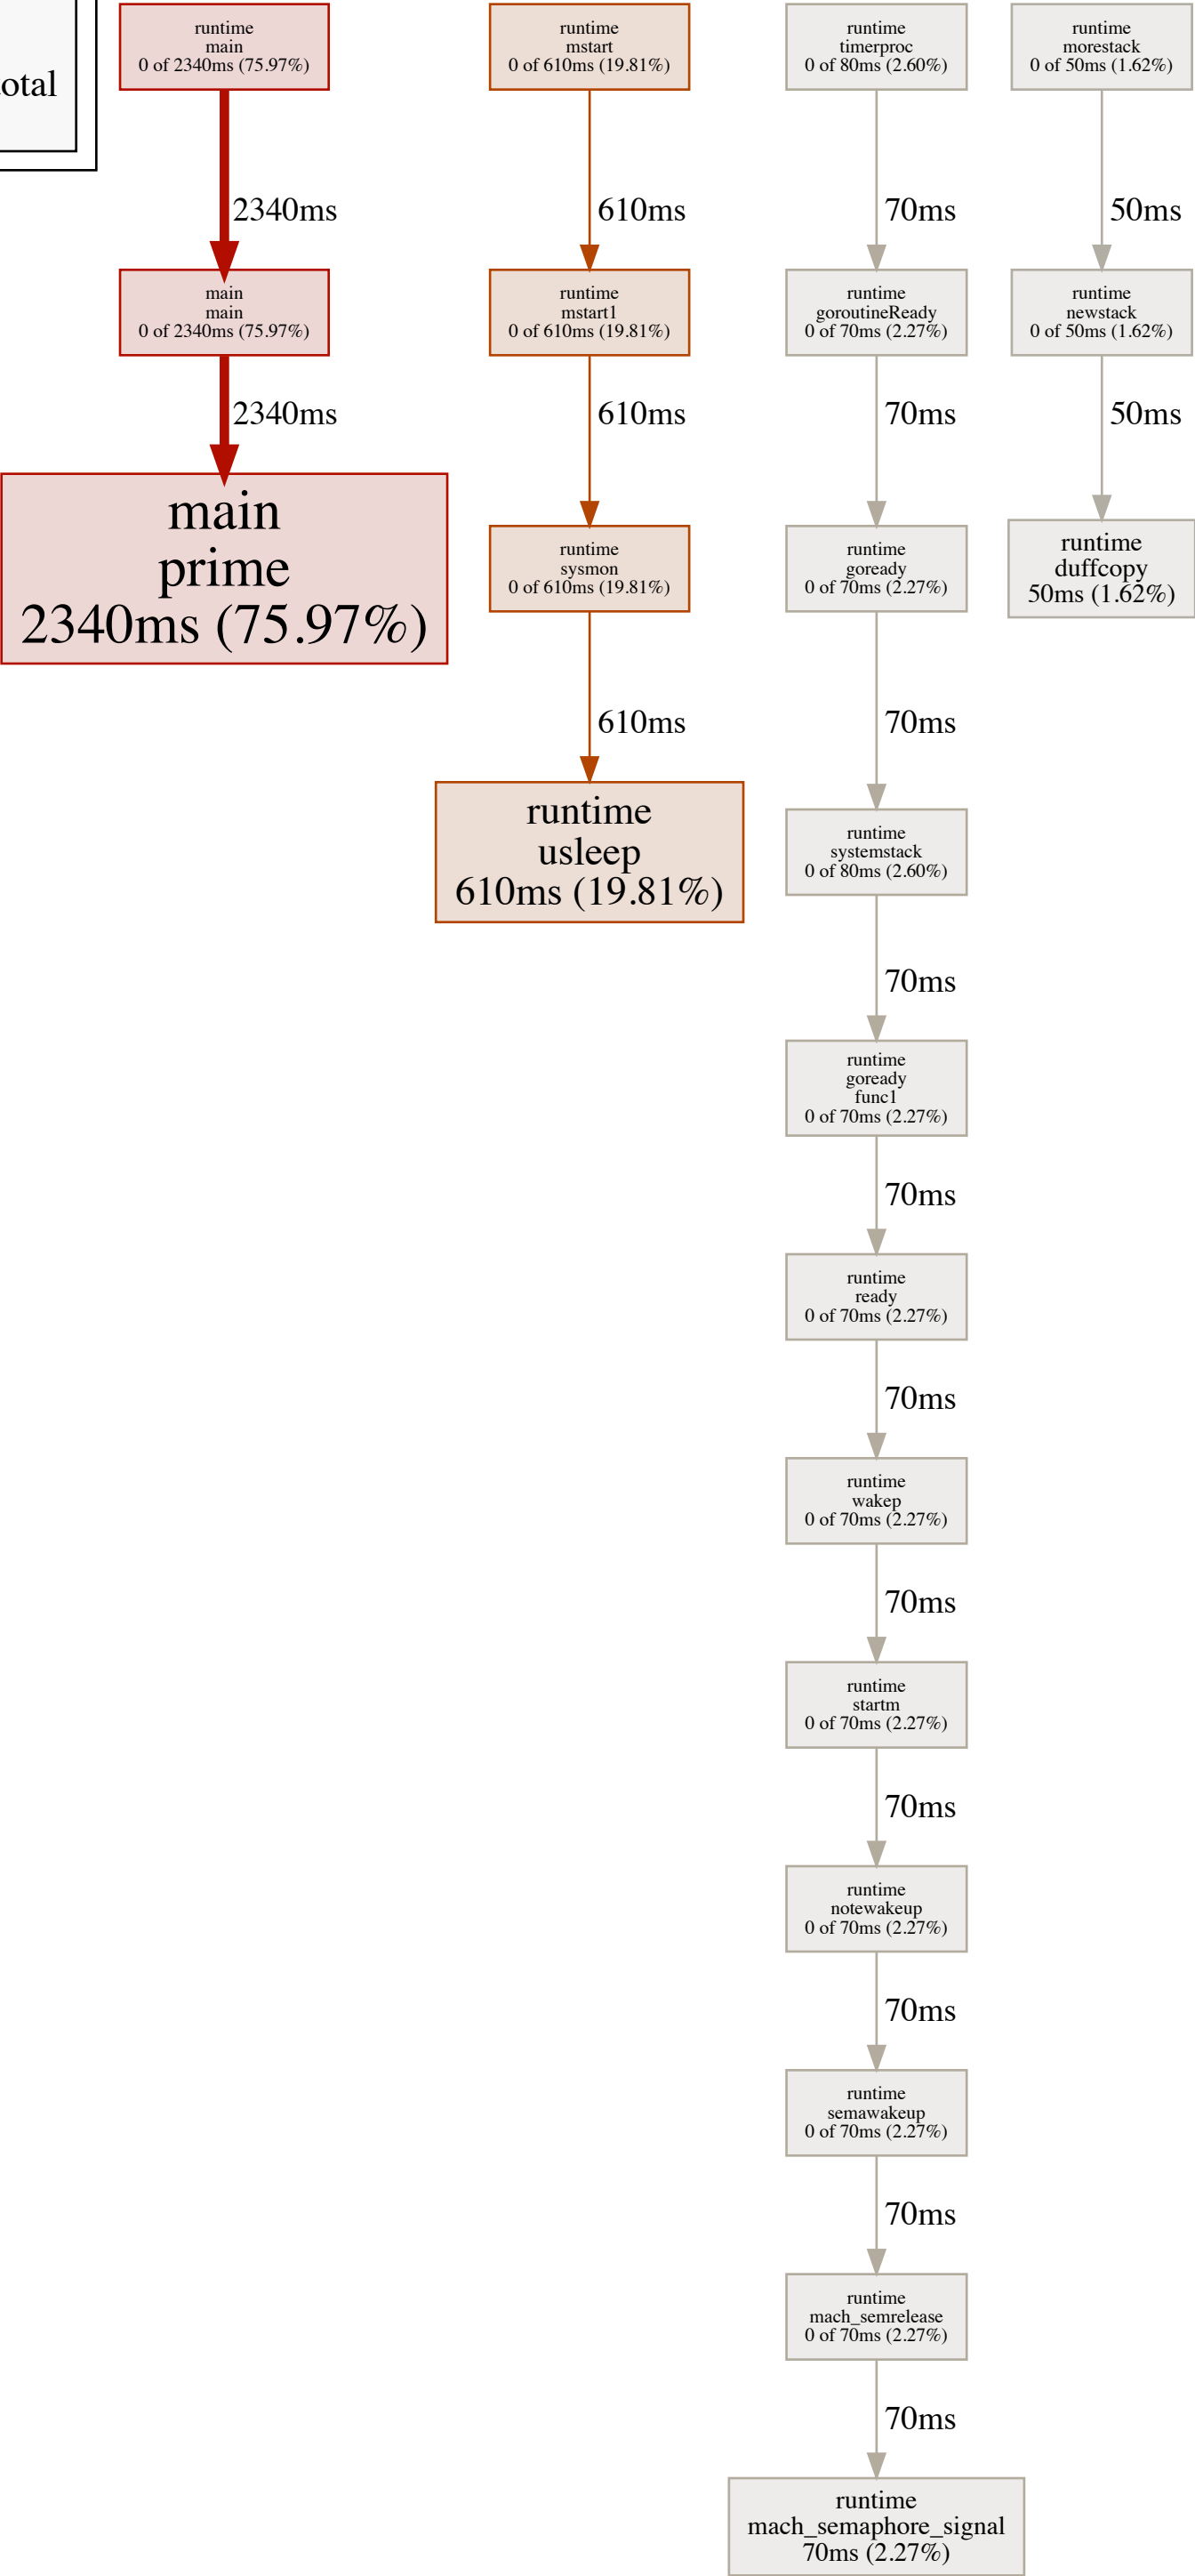 otal
runtime
main
0 of 2340ms (75.97%)
2340ms
main
main
0 of 2340ms (75.97%)
2340ms
main
prime
2340ms (75.97%)
runtime
mstart
0 of 610ms (19.81%)
610ms
runtime
mstart1
0 of 610ms (19.81%)
610ms
runtime
sysmon
0 of 610ms (19.81%)
610ms
runtime
usleep
610ms (19.81%)
runtime
timerproc
0 of 80ms (2.60%)
70ms
runtime
goroutineReady
0 of 70ms (2.27%)
70ms
runtime
goready
0 of 70ms (2.27%)
70ms
runtime
systemstack
0 of 80ms (2.60%)
70ms
runtime
goready
func1
0 of 70ms (2.27%)
70ms
runtime
ready
0 of 70ms (2.27%)
70ms
runtime
wakep
0 of 70ms (2.27%)
70ms
runtime
startm
0 of 70ms (2.27%)
70ms
runtime
notewakeup
0 of 70ms (2.27%)
70ms
runtime
semawakeup
0 of 70ms (2.27%)
70ms
runtime
mach_semrelease
0 of 70ms (2.27%)
70ms
runtime
mach_semaphore_signal
70ms (2.27%)
runtime
morestack
0 of 50ms (1.62%)
50ms
runtime
newstack
0 of 50ms (1.62%)
50ms
runtime
duffcopy
50ms (1.62%)